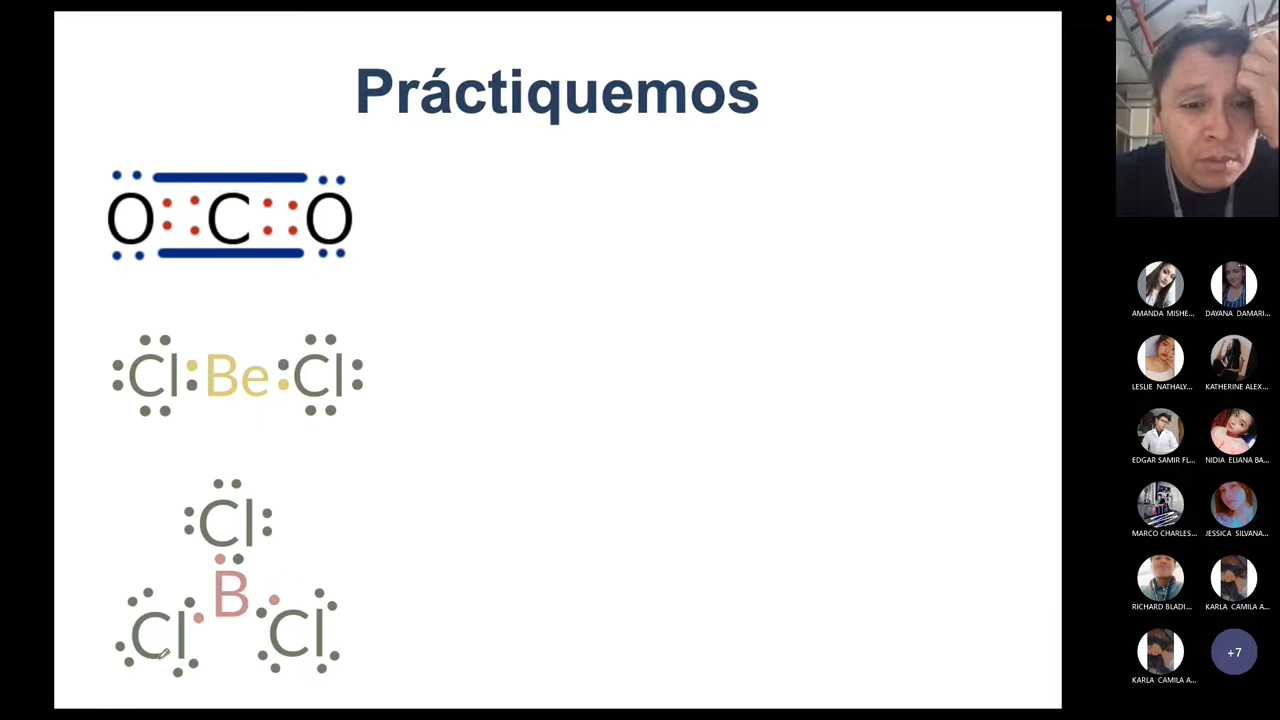 Práctiquemos
O C O
Cl Be Cl
Cl
B
Cl Cl
AMANDA MISHE... DAYANA DAMARI...
LESLIE NATHALY... KATHERINE ALEX...
EDGAR SAMIR FL... NIDIA ELIANA BA...
MARCO CHARLES... JESSICA SILVANA...
RICHARD BLADI... KARLA CAMILA A...
KARLA CAMILA A... +7